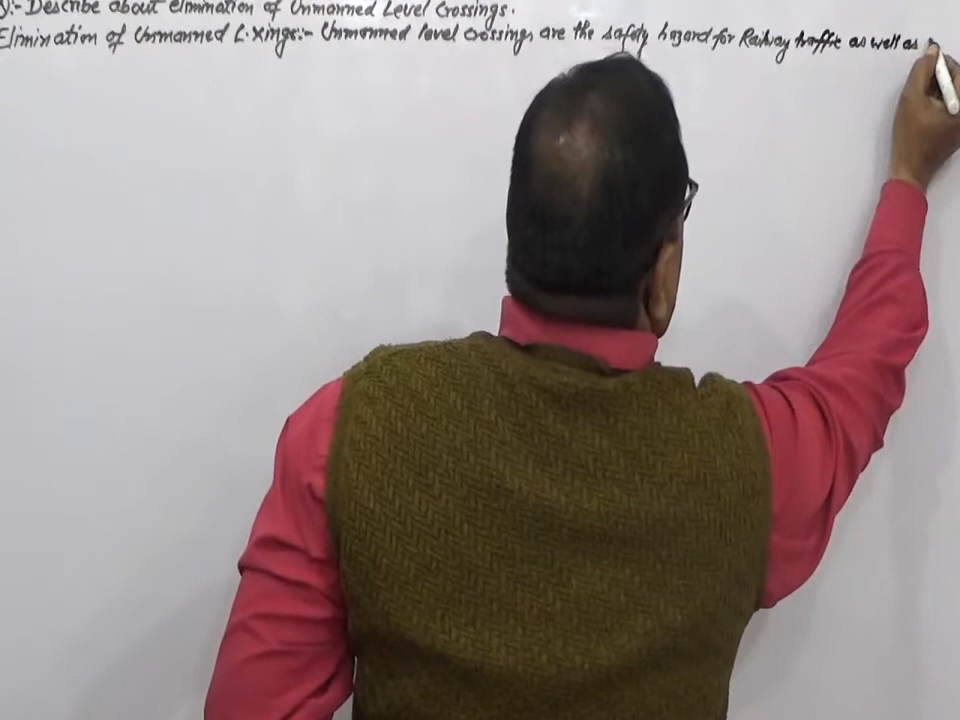 :- Describe about elimination of Unmanned Level Crossings.
Elimination of Unmanned L.Xings:- Unmanned level crossings are the safety hazard for Railway traffic as well as